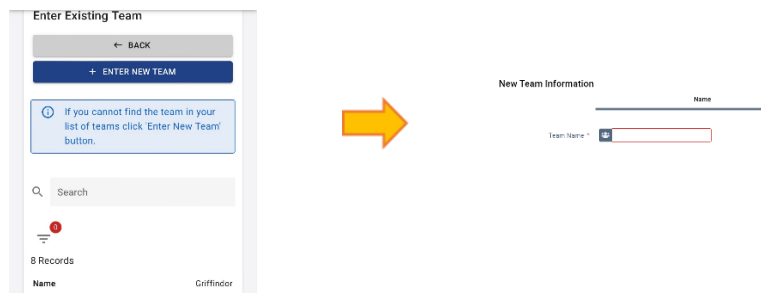 Enter Existing Team
← BACK
+ ENTER NEW TEAM
If you cannot find the team in your
list of teams click 'Enter New Team'
button.
Search
0
8 Records
Name Griffindor
New Team Information
Name
Team Name *